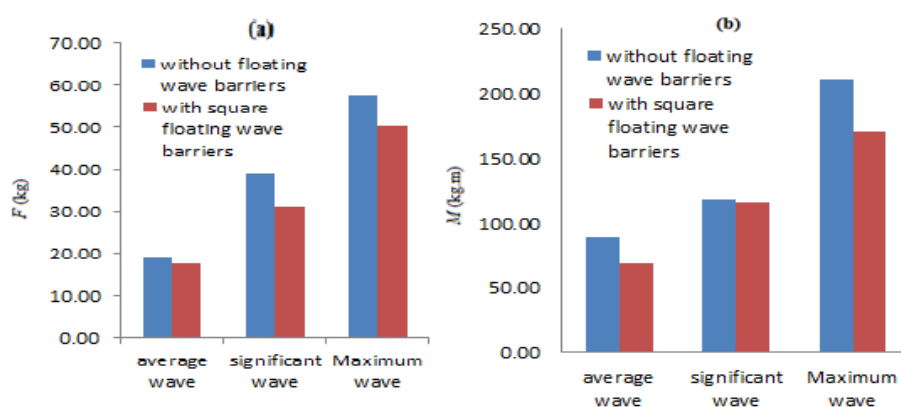 (a)
70.00
60.00
50.00
40.00
30.00
20.00
10.00
0.00
F (kg)
without floating
wave barriers
with square
floating wave
barriers
average
wave
significant
wave
Maximum
wave
(b)
250.00
200.00
150.00
100.00
50.00
0.00
M (kg.m)
without floating
wave barriers
with square
floating wave
barriers
average
wave
significant
wave
Maximum
wave